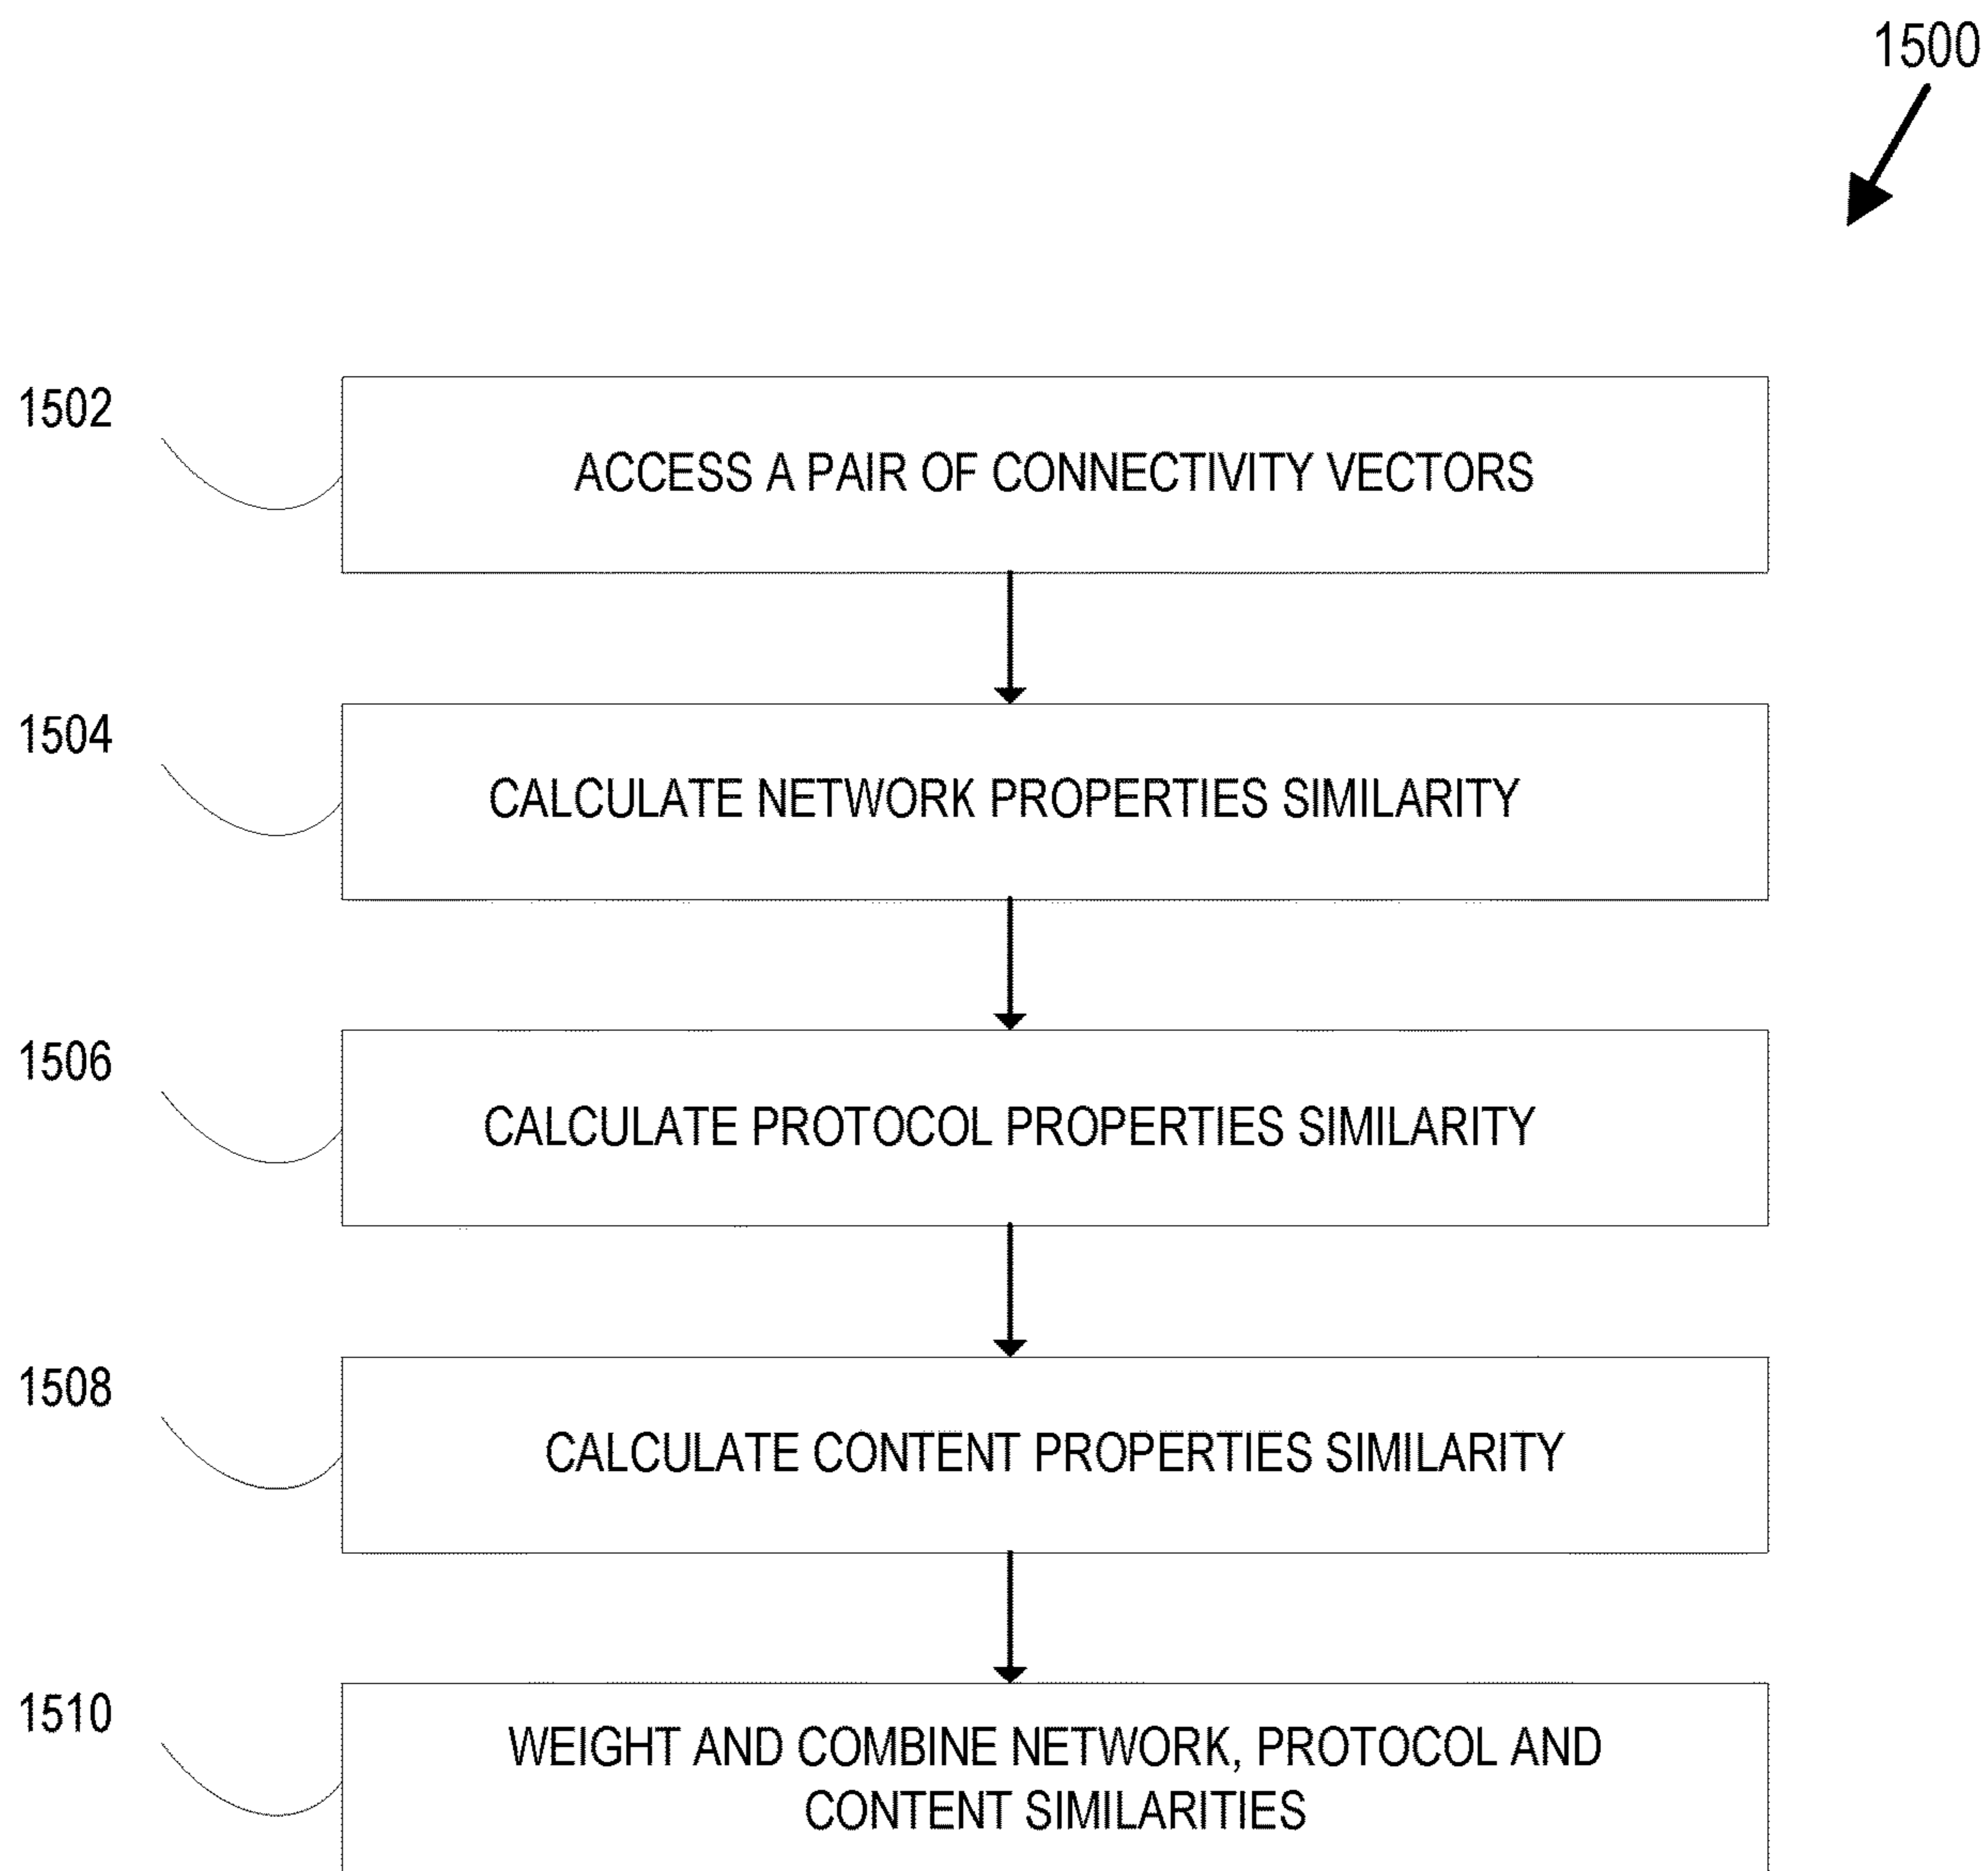 1500
1502
ACCESS A PAIR OF CONNECTIVITY VECTORS
1504
CALCULATE NETWORK PROPERTIES SIMILARITY
1506
CALCULATE PROTOCOL PROPERTIES SIMILARITY
1508
CALCULATE CONTENT PROPERTIES SIMILARITY
1510
WEIGHT AND COMBINE NETWORK, PROTOCOL AND
CONTENT SIMILARITIES